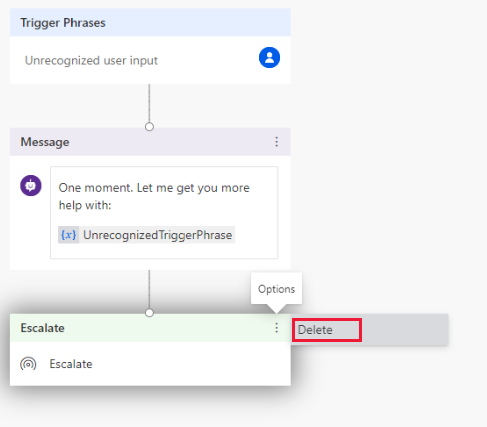 Trigger Phrases
Unrecognized user input
Message
One moment. Let me get you more
help with:
{x} UnrecognizedTriggerPhrase
Options
Escalate
Delete
Escalate